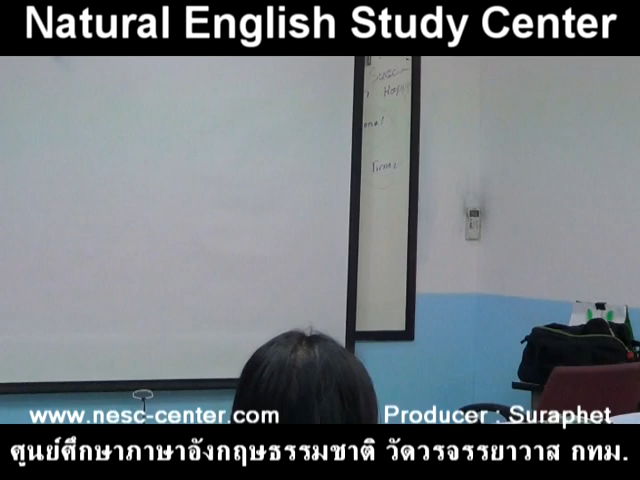 Natural English Study Center
www.nesc-center.com
Producer : Suraphet
ศูนย์ศึกษาภาษาอังกฤษธรรมชาติ วัดวรจรรยาวาส กทม.